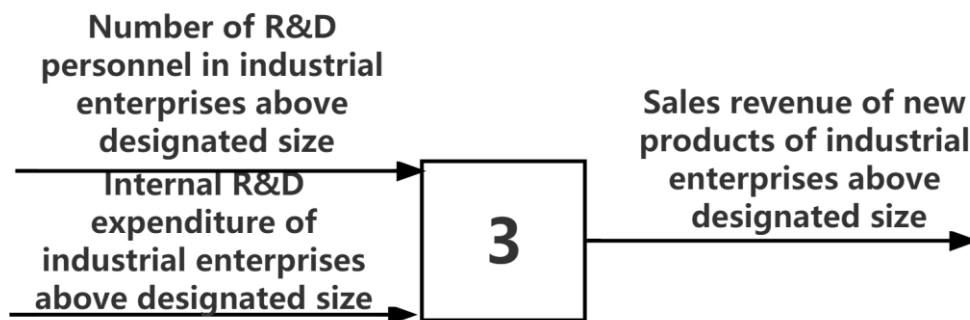 Number of R&D
personnel in industrial
enterprises above
designated size
Internal R&D
expenditure of
industrial enterprises
above designated size
3
Sales revenue of new
products of industrial
enterprises above
designated size